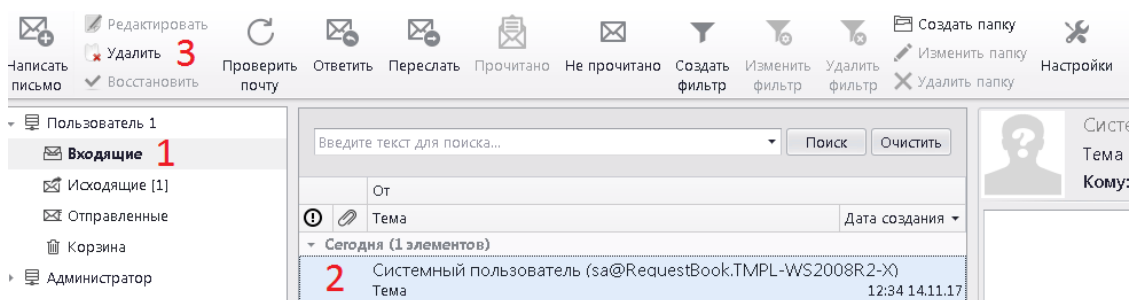 Написать письмо
Редактировать
Удалить
3
Восстановить
Проверить почту
Ответить
Переслать
Прочитано
Не прочитано
Создать фильтр
Изменить фильтр
Удалить фильтр
Создать папку
Изменить папку
Удалить папку
Настройки
Пользователь 1
Входящие
1
Исходящие [1]
Отправленные
Корзина
Администратор
Введите текст для поиска...
Поиск
Очистить
От
Тема
Дата создания
Сегодня (1 элементов)
2
Системный пользователь (sa@RequestBook.TMPL-WS2008R2-X)
Тема
12:34 14.11.17
Систе
Тема
Кому: